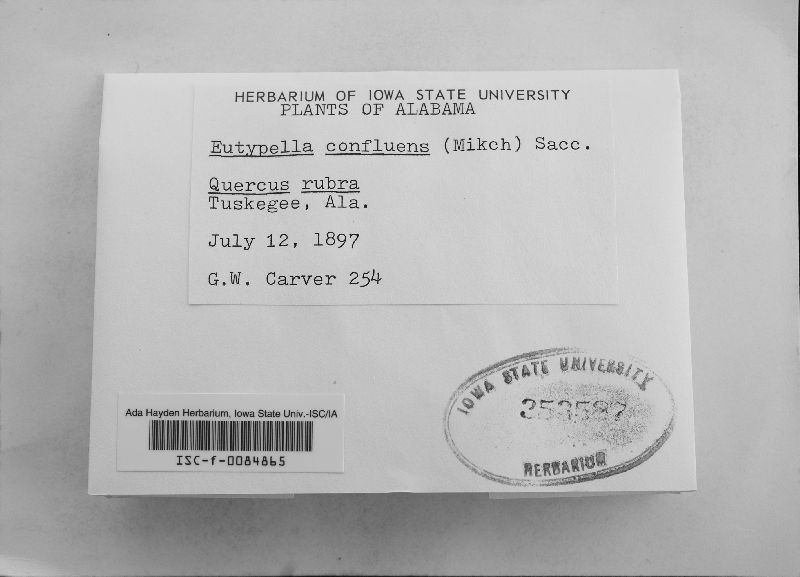 HERBARIUM OF IOWA STATE UNIVERSITY
PLANTS OF ALABAMA
Eutypella confluens (Mikch) Sacc.
Quercus rubra
Tuskegee, Ala.
July 12, 1897
G.W. Carver 254
IOWA STATE UNIVERSITY
353587
HERBARIUM
Ada Hayden Herbarium, Iowa State Univ.-ISC/IA
ISC-f-0084865